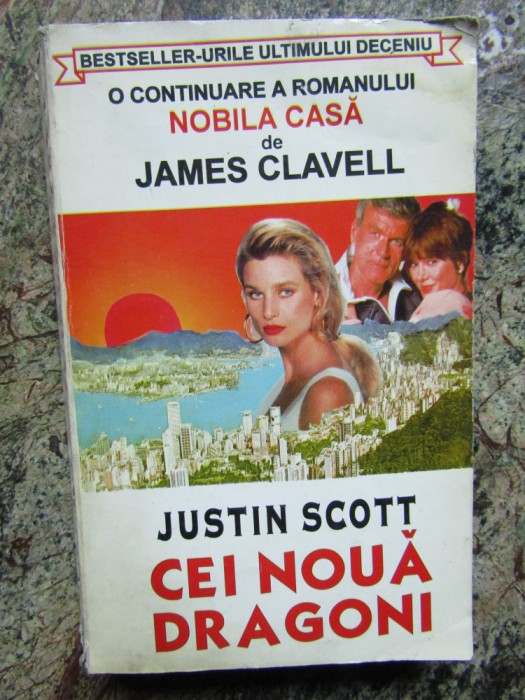 BESTSELLER-URILE ULTIMULUI DECENIU
O CONTINUARE A ROMANULUI
NOBILA CASĂ
de
JAMES CLAVELL
JUSTIN SCOTT
CEI NOUĂ
DRAGONI